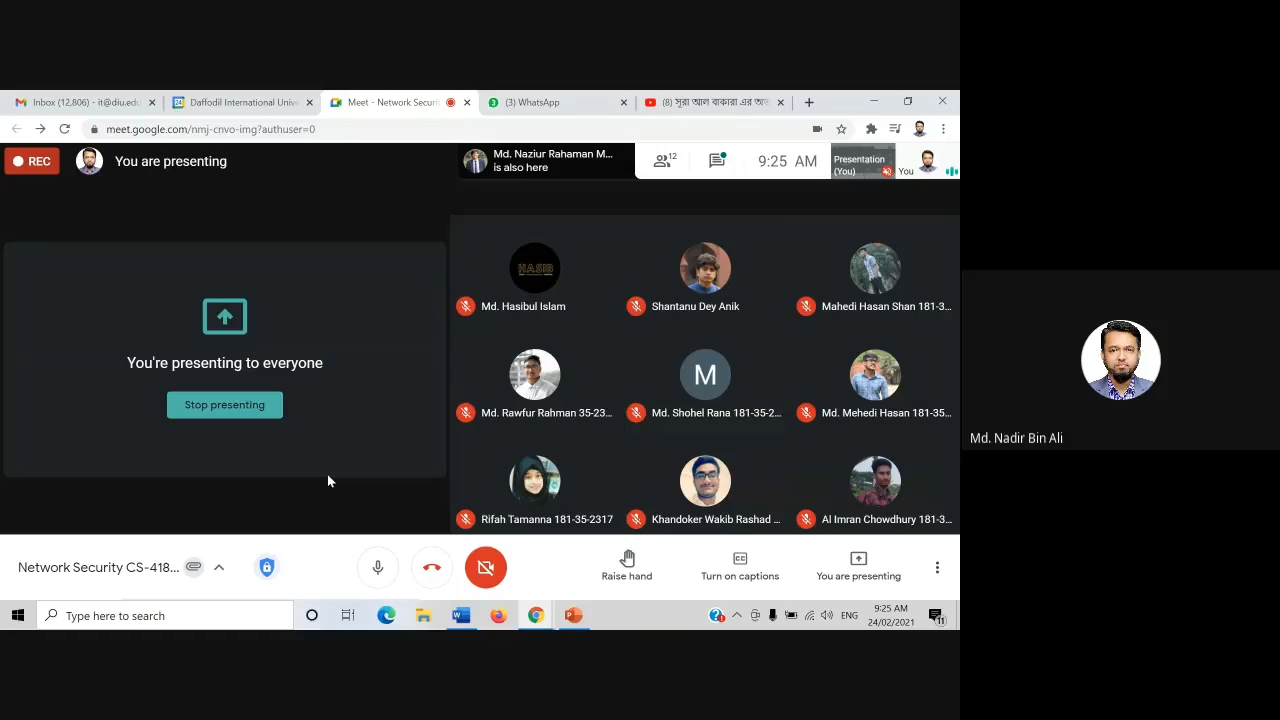 Inbox (12,806) - it@diu.edu
Daffodil International Unive
Meet - Network Securit
(3) WhatsApp
(8) সূরা আল বাকারা এর অ
meet.google.com/nmj-cnvo-img?authuser=0
REC
You are presenting
Md. Naziur Rahaman M...
is also here
12
9:25 AM
Presentation
(You)
You
HASIB
Md. Hasibul Islam
Shantanu Dey Anik
Mahedi Hasan Shan 181-3...
You're presenting to everyone
Stop presenting
M
Md. Rawfur Rahman 35-23...
Md. Shohel Rana 181-35-2...
Md. Mehedi Hasan 181-35...
Md. Nadir Bin Ali
Rifah Tamanna 181-35-2317
Khandoker Wakib Rashad ...
Al Imran Chowdhury 181-3...
Network Security CS-418...
Raise hand
CC
Turn on captions
You are presenting
Type here to search
ENG
9:25 AM
24/02/2021
11